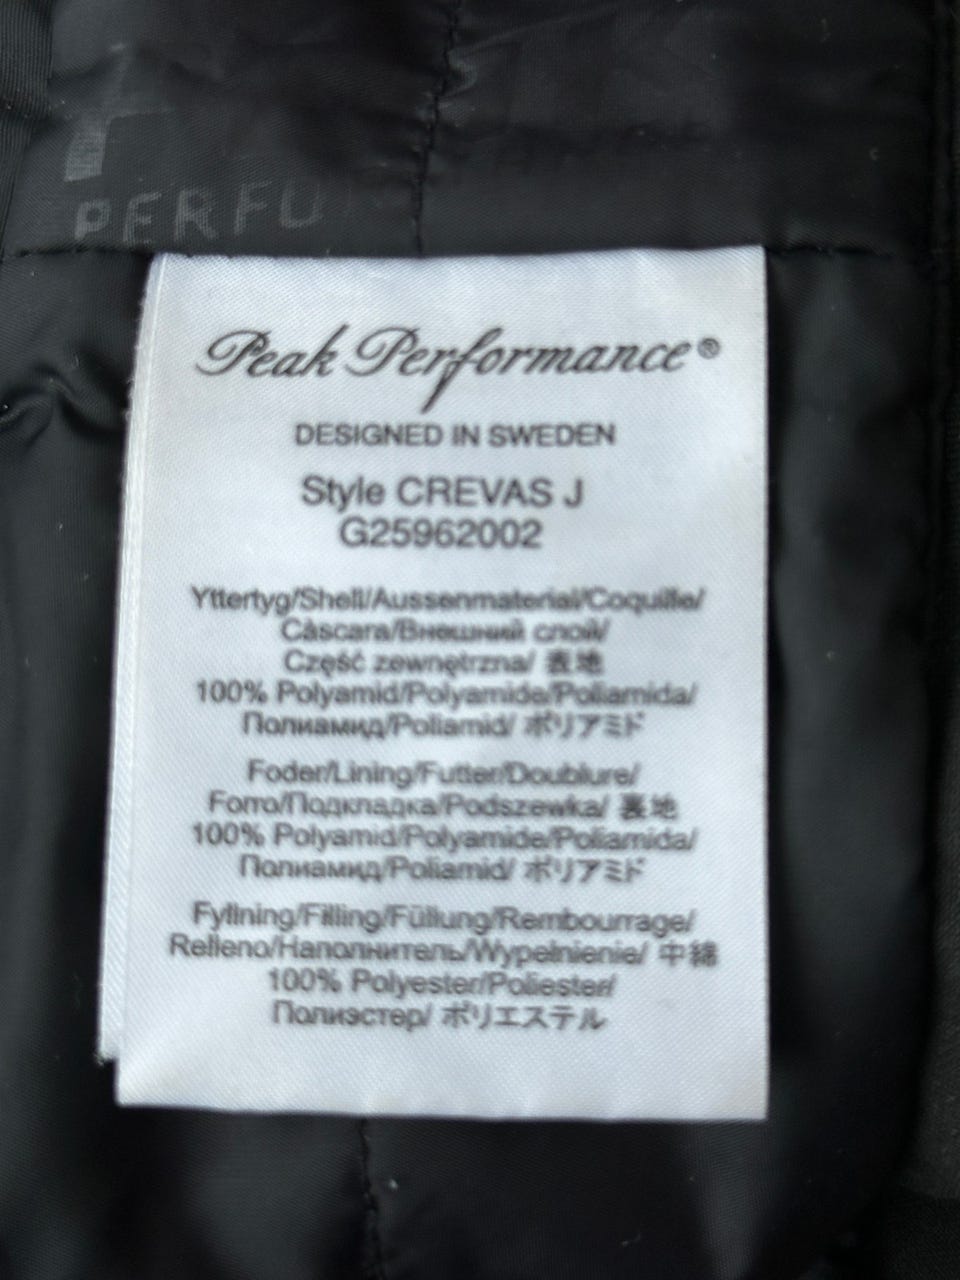 PERFO
Peak Performance®
DESIGNED IN SWEDEN
Style CREVAS J
G25962002
Yttertyg/Shell/Aussenmaterial/Coquille/
Càscara/Внешний слой/
Część zewnętrzna/ 表地
100% Polyamid/Polyamide/Poliamida/
Полиамид/Poliamid/ ポリアミド
Foder/Lining/Futter/Doublure/
Forro/Подкладка/Podszewka/ 裏地
100% Polyamid/Polyamide/Poliamida/
Полиамид/Poliamid/ ポリアミド
Fyllning/Filling/Füllung/Rembourrage/
Relleno/Наполнитель/Wypełnienie/ 中綿
100% Polyester/Poliester/
Полиэстер/ ポリエステル